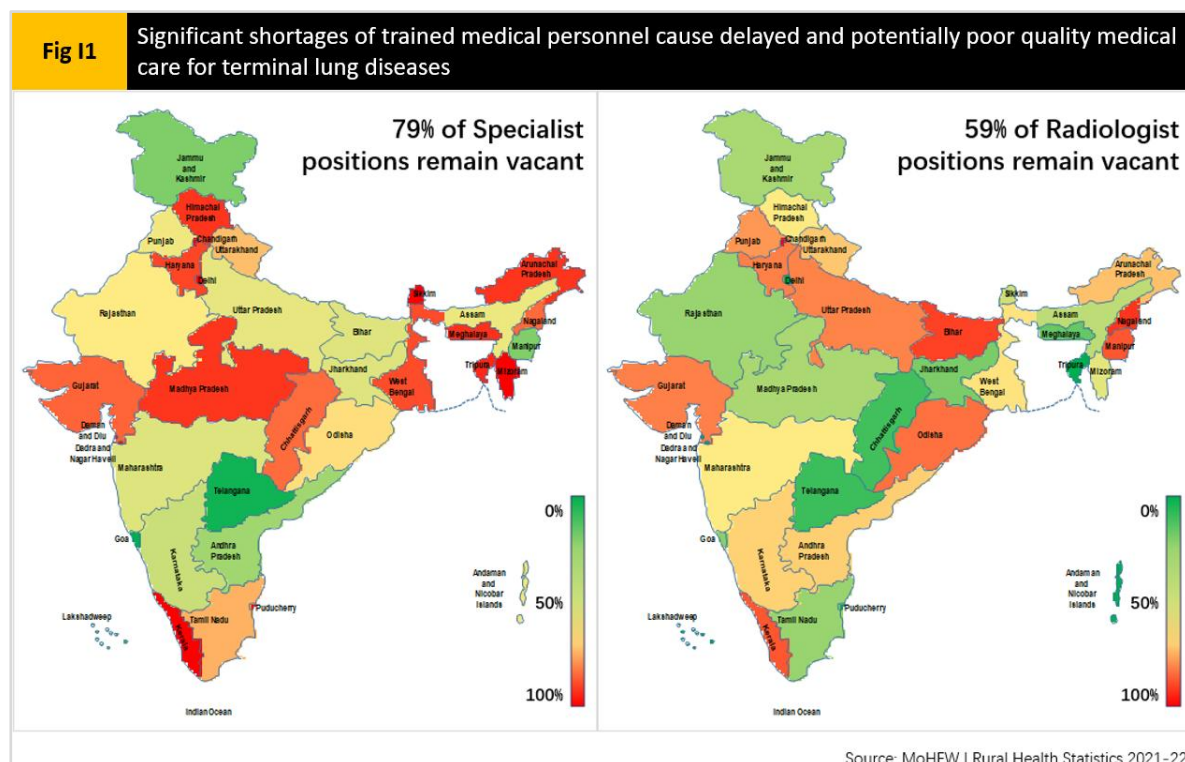 Fig I1
Significant shortages of trained medical personnel cause delayed and potentially poor quality medical
care for terminal lung diseases
79% of Specialist
positions remain vacant
Jammu
and
Kashmir
Himachal
Pradesh
Punjab
Chandigarh
Uttarakhand
Haryana
Delhi
Arunachal
Pradesh
Sikkim
Rajasthan
Uttar Pradesh
Assam
Nagaland
Bihar
Meghalaya
Manipur
Jharkhand
Tripura
Mizoram
Gujarat
Madhya Pradesh
West
Bengal
Chhattisgarh
Daman
and Diu
Dadra and
Nagar Haveli
Odisha
Maharashtra
Telangana
0%
Goa
Andhra
Pradesh
Karnataka
Andaman
and
Nicobar
Islands
50%
Lakshadweep
Puducherry
Tamil Nadu
Kerala
100%
Indian Ocean
59% of Radiologist
positions remain vacant
Jammu
and
Kashmir
Himachal
Pradesh
Punjab
Chandigarh
Uttarakhand
Haryana
Delhi
Arunachal
Pradesh
Sikkim
Rajasthan
Uttar Pradesh
Assam
Nagaland
Bihar
Meghalaya
Manipur
Jharkhand
Tripura
Mizoram
Gujarat
Madhya Pradesh
West
Bengal
Chhattisgarh
Daman
and Diu
Dadra and
Nagar Haveli
Odisha
Maharashtra
Telangana
0%
Goa
Andhra
Pradesh
Karnataka
Andaman
and
Nicobar
Islands
50%
Lakshadweep
Puducherry
Tamil Nadu
Kerala
100%
Indian Ocean
Source: MoHFW | Rural Health Statistics 2021-22